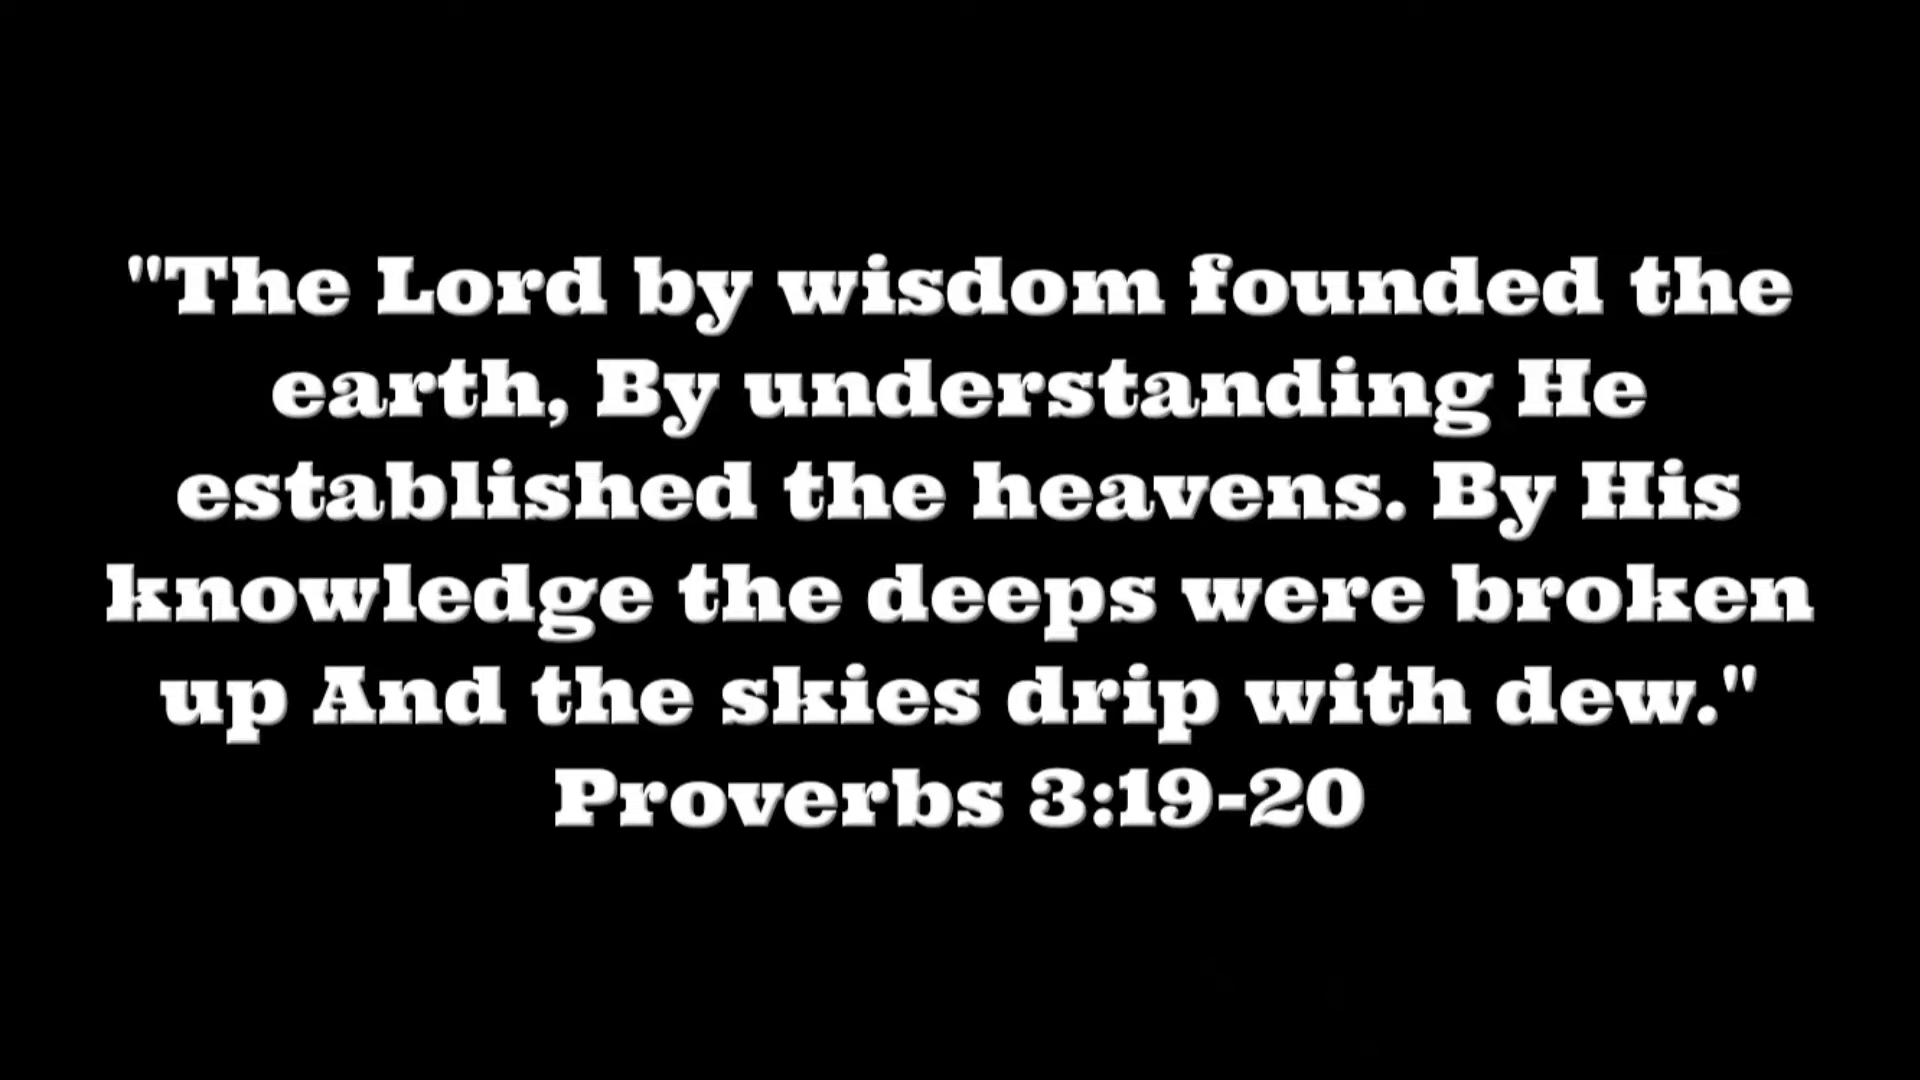 "The Lord by wisdom founded the
earth, By understanding He
established the heavens. By His
knowledge the deeps were broken
up And the skies drip with dew."
Proverbs 3:19-20